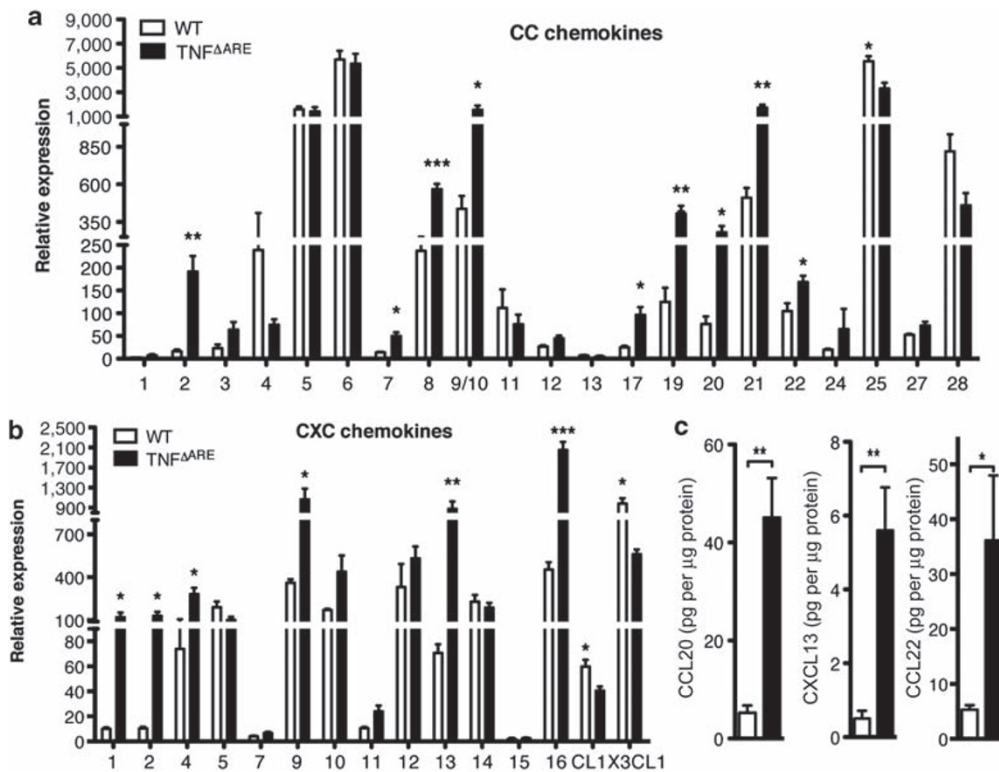 a
WT
TNFΔARE
CC chemokines
Relative expression
9,000
7,000
5,000
3,000
1,000
850
600
350
250
200
150
100
50
0
** * *** * * ** * ** * *
1 2 3 4 5 6 7 8 9/10 11 12 13 17 19 20 21 22 24 25 27 28
b
WT
TNFΔARE
CXC chemokines
Relative expression
2,500
2,100
1,700
1,300
900
700
400
100
80
60
40
20
0
* * * * ** *** * *
1 2 4 5 7 9 10 11 12 13 14 15 16 CL1 X3CL1
c
CCL20 (pg per μg protein)
60
40
20
0
**
CXCL13 (pg per μg protein)
8
6
4
2
0
**
CCL22 (pg per μg protein)
50
40
30
20
10
0
*